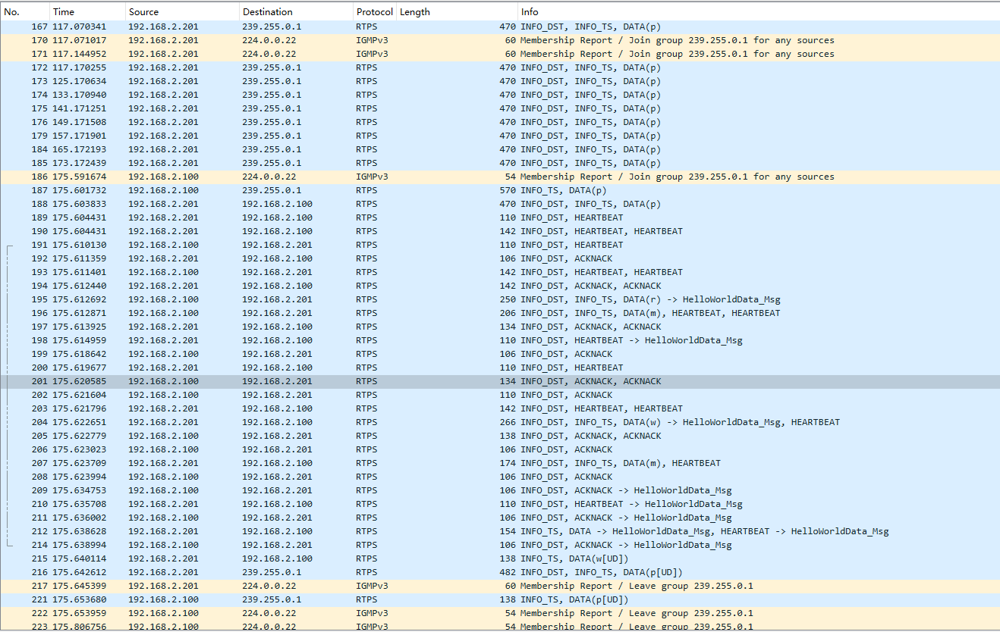 No. Time Source Destination Protocol Length Info
167 117.070341 192.168.2.201 239.255.0.1 RTPS 470 INFO_DST, INFO_TS, DATA(p)
170 117.071017 192.168.2.201 224.0.0.22 IGMPv3 60 Membership Report / Join group 239.255.0.1 for any sources
171 117.144952 192.168.2.201 224.0.0.22 IGMPv3 60 Membership Report / Join group 239.255.0.1 for any sources
172 117.170255 192.168.2.201 239.255.0.1 RTPS 470 INFO_DST, INFO_TS, DATA(p)
173 125.170634 192.168.2.201 239.255.0.1 RTPS 470 INFO_DST, INFO_TS, DATA(p)
174 133.170940 192.168.2.201 239.255.0.1 RTPS 470 INFO_DST, INFO_TS, DATA(p)
175 141.171251 192.168.2.201 239.255.0.1 RTPS 470 INFO_DST, INFO_TS, DATA(p)
176 149.171508 192.168.2.201 239.255.0.1 RTPS 470 INFO_DST, INFO_TS, DATA(p)
179 157.171901 192.168.2.201 239.255.0.1 RTPS 470 INFO_DST, INFO_TS, DATA(p)
184 165.172193 192.168.2.201 239.255.0.1 RTPS 470 INFO_DST, INFO_TS, DATA(p)
185 173.172439 192.168.2.201 239.255.0.1 RTPS 470 INFO_DST, INFO_TS, DATA(p)
186 175.591674 192.168.2.100 224.0.0.22 IGMPv3 54 Membership Report / Join group 239.255.0.1 for any sources
187 175.601732 192.168.2.100 239.255.0.1 RTPS 570 INFO_TS, DATA(p)
188 175.603833 192.168.2.201 192.168.2.100 RTPS 470 INFO_DST, INFO_TS, DATA(p)
189 175.604431 192.168.2.201 192.168.2.100 RTPS 110 INFO_DST, HEARTBEAT
190 175.604431 192.168.2.201 192.168.2.100 RTPS 142 INFO_DST, HEARTBEAT, HEARTBEAT
191 175.610130 192.168.2.100 192.168.2.201 RTPS 110 INFO_DST, HEARTBEAT
192 175.611359 192.168.2.100 192.168.2.201 RTPS 106 INFO_DST, ACKNACK
193 175.611401 192.168.2.100 192.168.2.201 RTPS 142 INFO_DST, HEARTBEAT, HEARTBEAT
194 175.612440 192.168.2.201 192.168.2.100 RTPS 142 INFO_DST, ACKNACK, ACKNACK
195 175.612692 192.168.2.100 192.168.2.201 RTPS 250 INFO_DST, INFO_TS, DATA(r) -> HelloWorldData_Msg
196 175.612871 192.168.2.100 192.168.2.201 RTPS 206 INFO_DST, INFO_TS, DATA(m), HEARTBEAT, HEARTBEAT
197 175.613925 192.168.2.201 192.168.2.100 RTPS 134 INFO_DST, ACKNACK, ACKNACK
198 175.614959 192.168.2.201 192.168.2.100 RTPS 110 INFO_DST, HEARTBEAT -> HelloWorldData_Msg
199 175.618642 192.168.2.100 192.168.2.201 RTPS 106 INFO_DST, ACKNACK
200 175.619677 192.168.2.201 192.168.2.100 RTPS 110 INFO_DST, HEARTBEAT
201 175.620585 192.168.2.100 192.168.2.201 RTPS 134 INFO_DST, ACKNACK, ACKNACK
202 175.621604 192.168.2.201 192.168.2.100 RTPS 110 INFO_DST, ACKNACK
203 175.621796 192.168.2.201 192.168.2.100 RTPS 142 INFO_DST, HEARTBEAT, HEARTBEAT
204 175.622651 192.168.2.201 192.168.2.100 RTPS 266 INFO_DST, INFO_TS, DATA(w) -> HelloWorldData_Msg, HEARTBEAT
205 175.622779 192.168.2.100 192.168.2.201 RTPS 138 INFO_DST, ACKNACK, ACKNACK
206 175.623023 192.168.2.100 192.168.2.201 RTPS 106 INFO_DST, ACKNACK
207 175.623709 192.168.2.201 192.168.2.100 RTPS 174 INFO_DST, INFO_TS, DATA(m), HEARTBEAT
208 175.623994 192.168.2.100 192.168.2.201 RTPS 106 INFO_DST, ACKNACK
209 175.634753 192.168.2.100 192.168.2.201 RTPS 106 INFO_DST, ACKNACK -> HelloWorldData_Msg
210 175.635708 192.168.2.201 192.168.2.100 RTPS 110 INFO_DST, HEARTBEAT -> HelloWorldData_Msg
211 175.636002 192.168.2.100 192.168.2.201 RTPS 106 INFO_DST, ACKNACK -> HelloWorldData_Msg
212 175.638628 192.168.2.201 192.168.2.100 RTPS 154 INFO_TS, DATA -> HelloWorldData_Msg, HEARTBEAT -> HelloWorldData_Msg
214 175.638994 192.168.2.100 192.168.2.201 RTPS 106 INFO_DST, ACKNACK -> HelloWorldData_Msg
215 175.640114 192.168.2.201 192.168.2.100 RTPS 138 INFO_TS, DATA(w[UD])
216 175.642612 192.168.2.201 239.255.0.1 RTPS 482 INFO_DST, INFO_TS, DATA(p[UD])
217 175.645399 192.168.2.201 224.0.0.22 IGMPv3 60 Membership Report / Leave group 239.255.0.1
221 175.653680 192.168.2.100 239.255.0.1 RTPS 138 INFO_TS, DATA(p[UD])
222 175.653959 192.168.2.100 224.0.0.22 IGMPv3 54 Membership Report / Leave group 239.255.0.1
223 175.806756 192.168.2.100 224.0.0.22 IGMPv3 54 Membership Report / Leave group 239.255.0.1